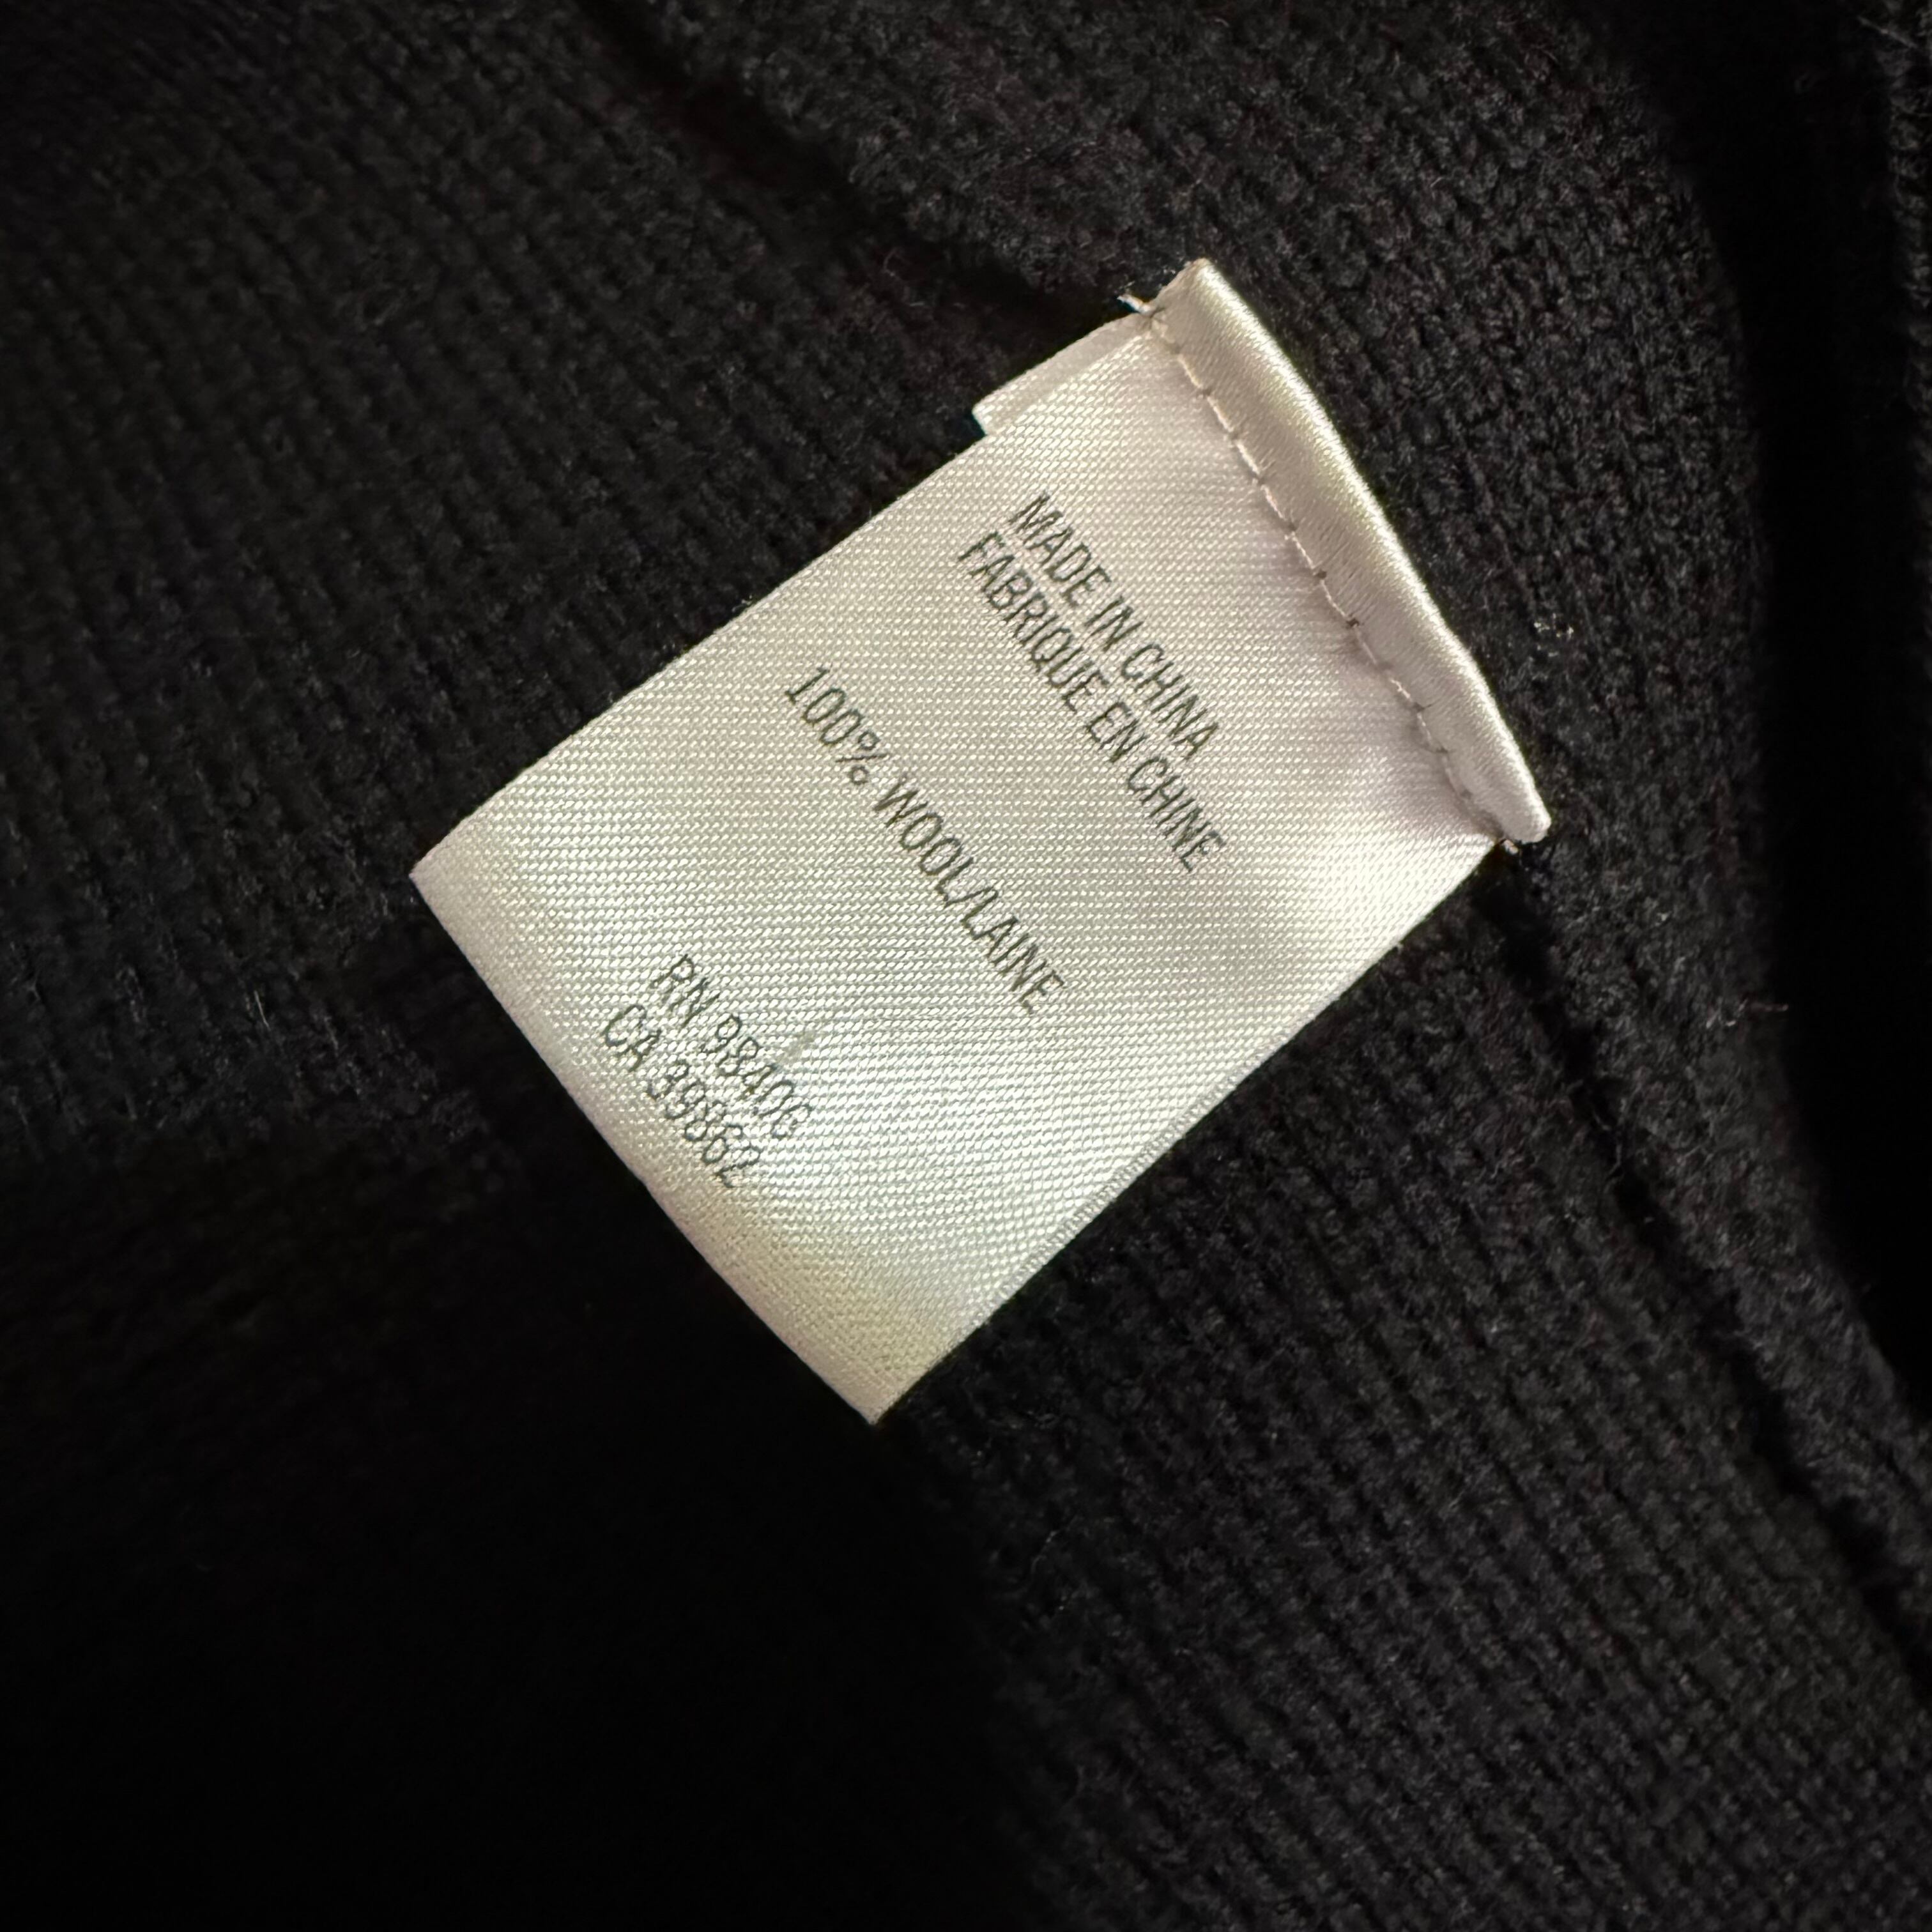 MADE IN CHINA
FABRIQUE EN CHINE
100% WOOL/LAINE
RN 98406
CA 39862